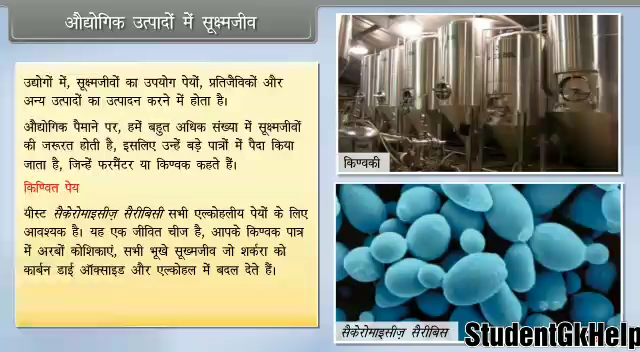 औद्योगिक उत्पादों में सूक्ष्मजीव
उद्योगों में, सूक्ष्मजीवों का उपयोग पेयों, प्रतिजैविकों और
अन्य उत्पादों का उत्पादन करने में होता है।
औद्योगिक पैमाने पर, हमें बहुत अधिक संख्या में सूक्ष्मजीवों
की जरूरत होती है, इसलिए उन्हें बड़े पात्रों में पैदा किया
जाता है, जिन्हें फरमैंटर या किण्वक कहते हैं।
किण्वित पेय
यीस्ट सैकेरोमाइसीज़ सैरीबिसी सभी एल्कोहलीय पेयों के लिए
आवश्यक है। यह एक जीवित चीज है, आपके किण्वक पात्र
में अरबों कोशिकाएं, सभी भूखे सूख्मजीव जो शर्करा को
कार्बन डाई ऑक्साइड और एल्कोहल में बदल देते हैं।
किण्वकी
सैकेरोमाइसीज़ सैरीबिस
StudentGkHelp